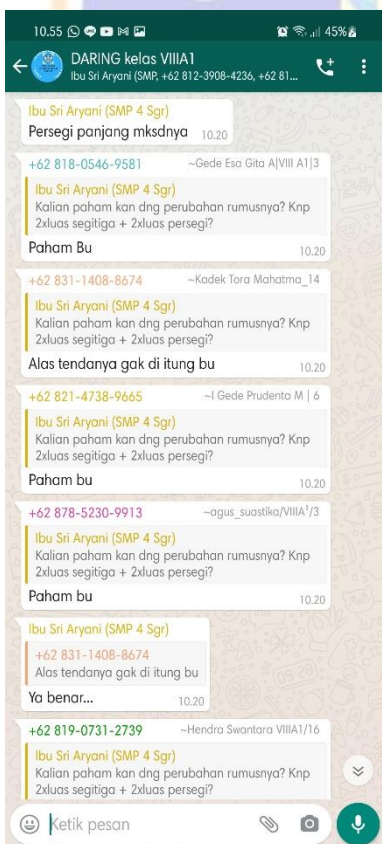 10.55 45%
DARING kelas VIIIA1
Ibu Sri Aryani (SMP, +62 812-3908-4236, +62 81...
Ibu Sri Aryani (SMP 4 Sgr)
Persegi panjang mksdnya 10.20
+62 818-0546-9581 ~Gede Esa Gita A|VIII A1|3
Ibu Sri Aryani (SMP 4 Sgr)
Kalian paham kan dng perubahan rumusnya? Knp
2xluas segitiga + 2xluas persegi?
Paham Bu 10.20
+62 831-1408-8674 ~Kadek Tora Mahatma_14
Ibu Sri Aryani (SMP 4 Sgr)
Kalian paham kan dng perubahan rumusnya? Knp
2xluas segitiga + 2xluas persegi?
Alas tendanya gak di itung bu 10.20
+62 821-4738-9665 ~I Gede Prudenta M | 6
Ibu Sri Aryani (SMP 4 Sgr)
Kalian paham kan dng perubahan rumusnya? Knp
2xluas segitiga + 2xluas persegi?
Paham bu 10.20
+62 878-5230-9913 ~agus_suastika/VIIIA¹/3
Ibu Sri Aryani (SMP 4 Sgr)
Kalian paham kan dng perubahan rumusnya? Knp
2xluas segitiga + 2xluas persegi?
Paham bu 10.20
Ibu Sri Aryani (SMP 4 Sgr)
+62 831-1408-8674
Alas tendanya gak di itung bu
Ya benar... 10.20
+62 819-0731-2739 ~Hendra Swantara VIIIA1/16
Ibu Sri Aryani (SMP 4 Sgr)
Kalian paham kan dng perubahan rumusnya? Knp
2xluas segitiga + 2xluas persegi?
Ketik pesan